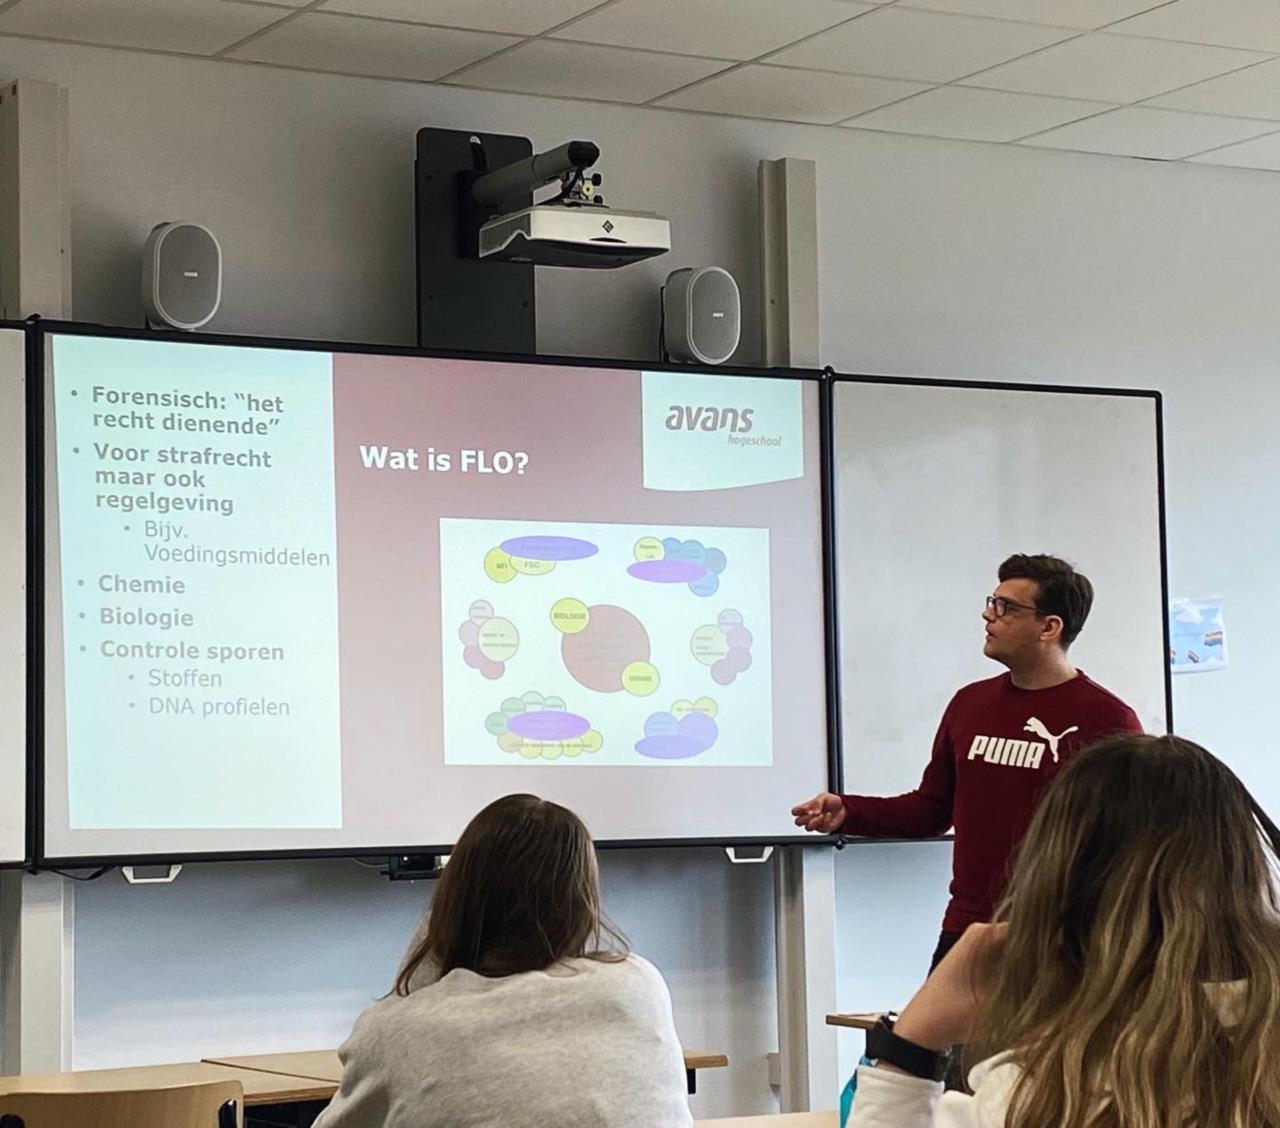 Forensisch: “het
recht dienende”
Voor strafrecht
maar ook
regelgeving
Bijv.
Voedingsmiddelen
Chemie
Biologie
Controle sporen
Stoffen
DNA profielen
Wat is FLO?
avans
hogeschool
NFI
FSC
BIOLOGIE
CHEMIE
PUMA